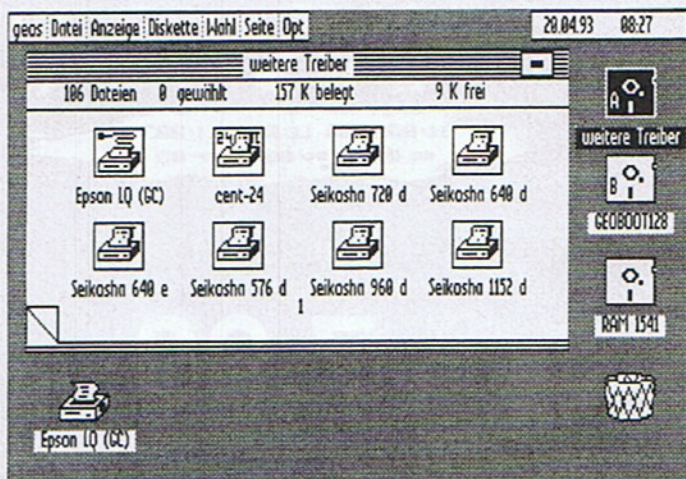 geos Datei Anzeige Diskette Wahl Seite Opt 20.04.93 08:27
weitere Treiber
106 Dateien 0 gewählt 157 K belegt 9 K frei
24
Epson LQ (GC) cent-24 Seikosha 720 d Seikosha 640 d
Seikosha 640 e Seikosha 576 d Seikosha 960 d Seikosha 1152 d
1
A
weitere Treiber
B
GEOBOOT128
RAM 1541
Epson LQ (GC)